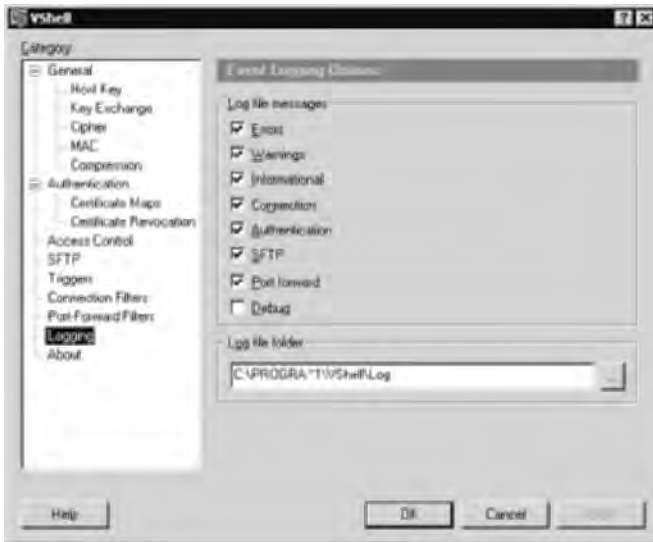 VShell
Category
General
Host Key
Key Exchange
Cipher
MAC
Compression
Authentication
Certificate Maps
Certificate Revocation
Access Control
SFTP
Triggers
Connection Filters
Port-Forward Filters
Logging
About
Event Logging Options
Log file messages
Errors
Warnings
Informational
Connection
Authentication
SFTP
Port forward
Debug
Log file folder
C:\PROGRA~1\VShell\Log
...
Help
OK
Cancel